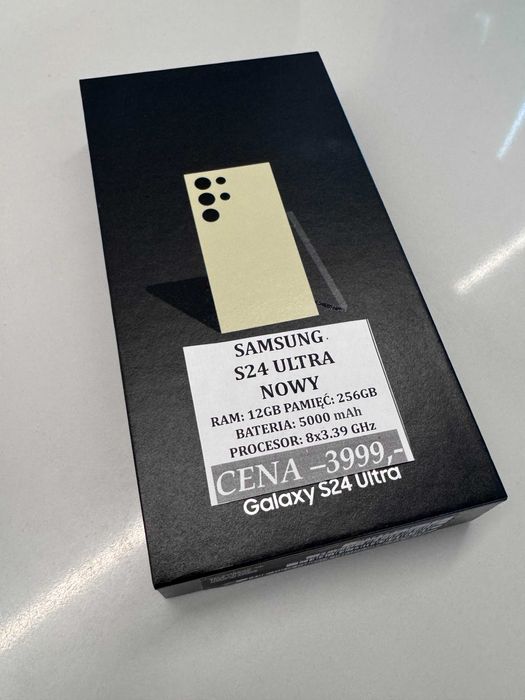 SAMSUNG
S24 ULTRA
NOWY
RAM: 12GB PAMIĘĆ: 256GB
BATERIA: 5000 mAh
PROCESOR: 8x3.39 GHz
CENA –3999,-
Galaxy S24 Ultra